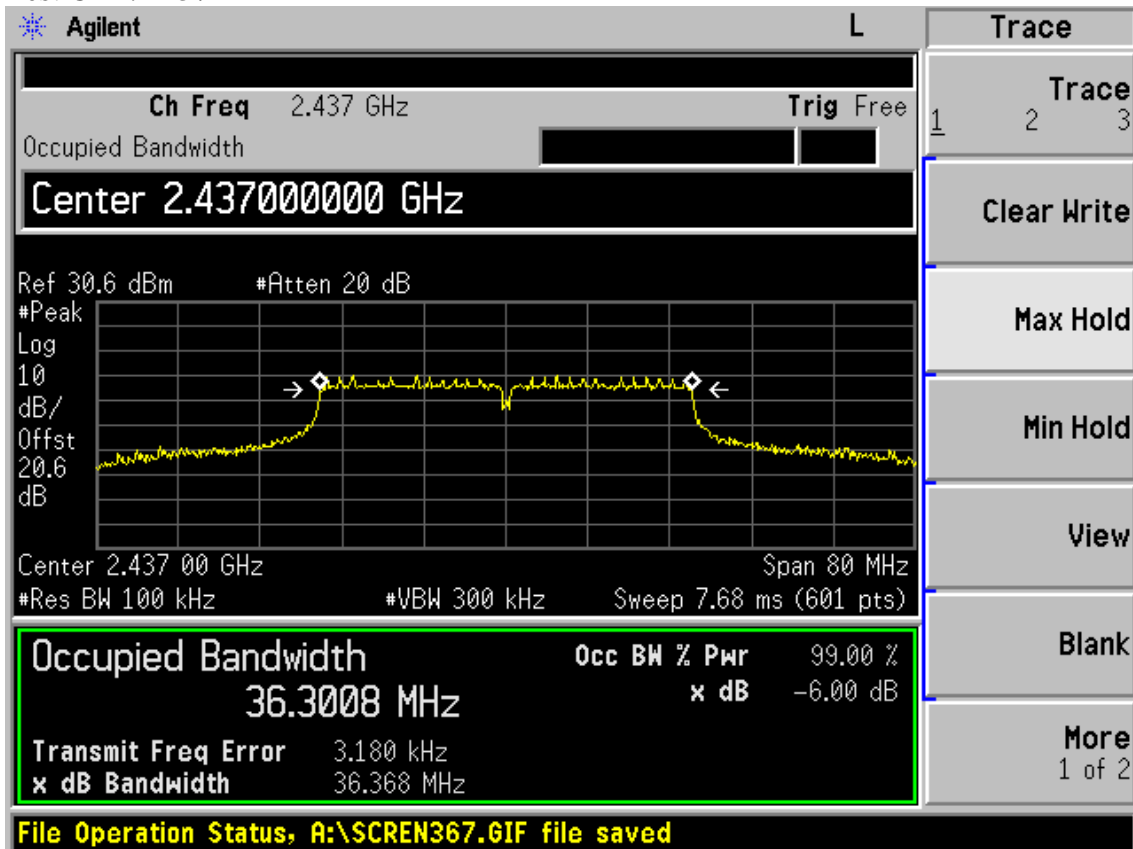 Agilent L Trace
Ch Freq 2.437 GHz Trig Free
Occupied Bandwidth
Center 2.437000000 GHz
Ref 30.6 dBm #Atten 20 dB
#Peak
Log
10
dB/
Offst
20.6
dB
Center 2.437 00 GHz Span 80 MHz
#Res BW 100 kHz #VBW 300 kHz Sweep 7.68 ms (601 pts)
Occupied Bandwidth Occ BW % Pwr 99.00 %
36.3008 MHz x dB -6.00 dB
Transmit Freq Error 3.180 kHz
x dB Bandwidth 36.368 MHz
File Operation Status, A:\SCREN367.GIF file saved
Trace
1 2 3
Clear Write
Max Hold
Min Hold
View
Blank
More
1 of 2